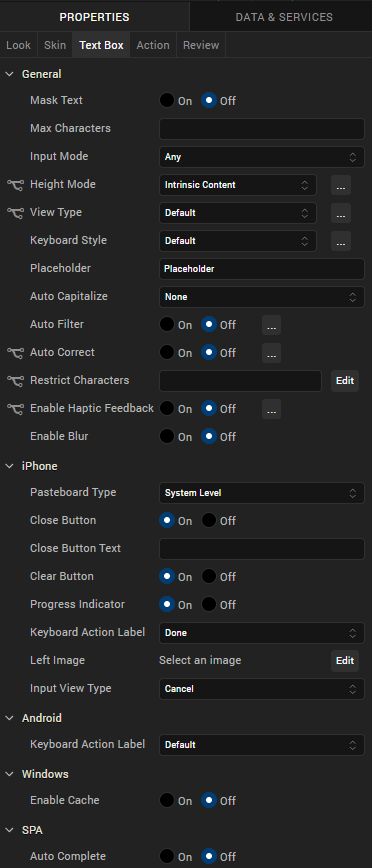 PROPERTIES DATA & SERVICES
Look Skin Text Box Action Review
General
Mask Text On Off
Max Characters
Input Mode Any
Height Mode Intrinsic Content ...
View Type Default ...
Keyboard Style Default ...
Placeholder Placeholder
Auto Capitalize None
Auto Filter On Off ...
Auto Correct On Off ...
Restrict Characters Edit
Enable Haptic Feedback On Off ...
Enable Blur On Off
iPhone
Pasteboard Type System Level
Close Button On Off
Close Button Text
Clear Button On Off
Progress Indicator On Off
Keyboard Action Label Done
Left Image Select an image Edit
Input View Type Cancel
Android
Keyboard Action Label Default
Windows
Enable Cache On Off
SPA
Auto Complete On Off